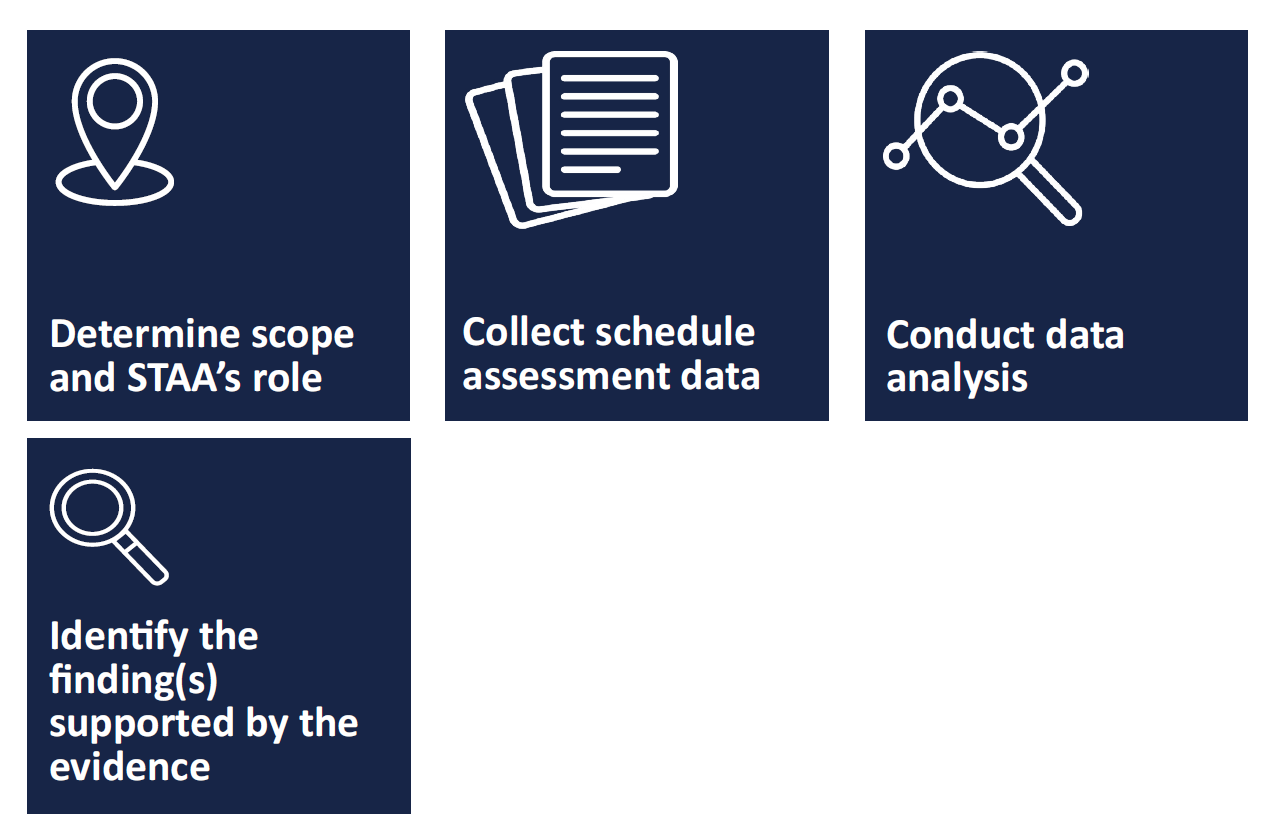 Determine scope
and STAA’s role
Collect schedule
assessment data
Conduct data
analysis
Identify the
finding(s)
supported by the
evidence